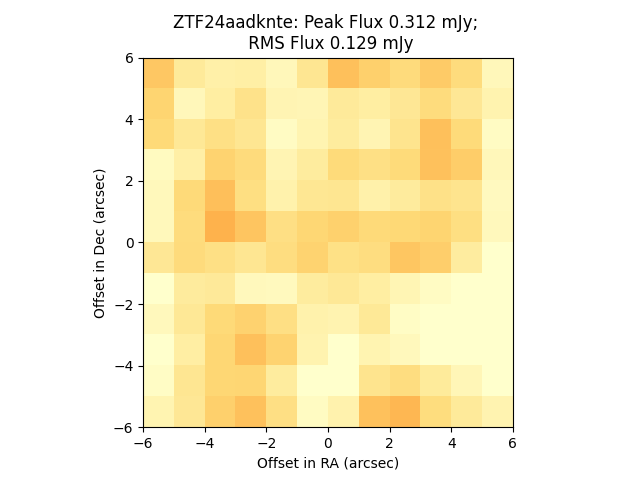 ZTF24aadknte: Peak Flux 0.312 mJy;
RMS Flux 0.129 mJy
6
4
2
0
−2
−4
−6
Offset in Dec (arcsec)
−6 −4 −2 0 2 4 6
Offset in RA (arcsec)